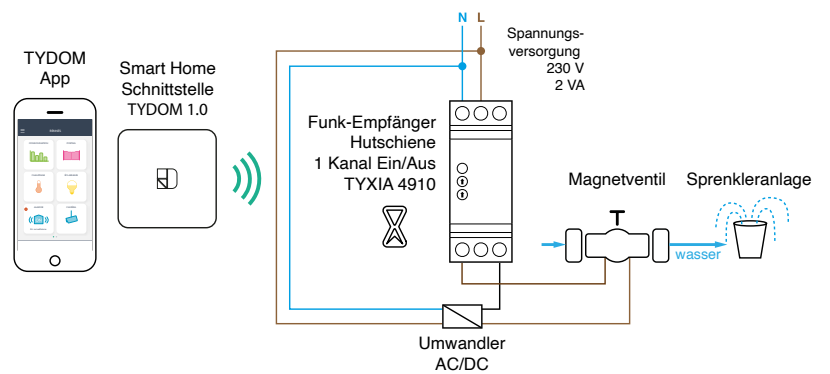 TYDOM
App
Smart Home
Schnittstelle
TYDOM 1.0
N L
Spannungs-
versorgung
230 V
2 VA
Funk-Empfänger
Hutschiene
1 Kanal Ein/Aus
TYXIA 4910
Magnetventil
Sprenkleranlage
wasser
Umwandler
AC/DC